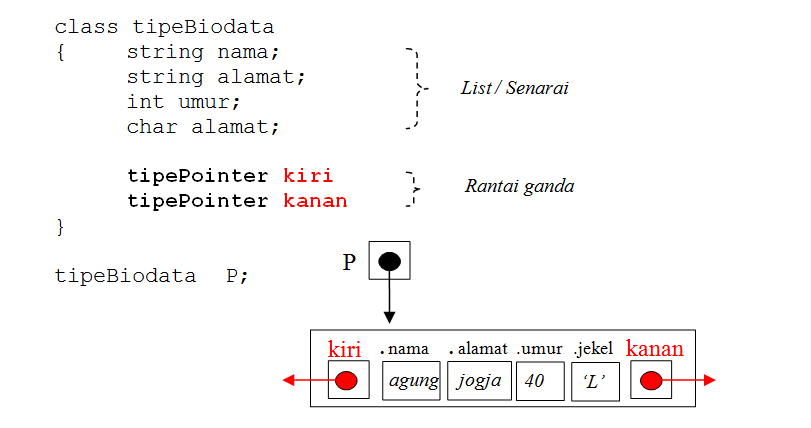 class tipeBiodata
{ string nama;
string alamat;
int umur;
char alamat;
List / Senarai
tipePointer kiri
tipePointer kanan
Rantai ganda
}
tipeBiodata P;
P
kiri .nama .alamat .umur .jekel kanan
agung jogja 40 ‘L’